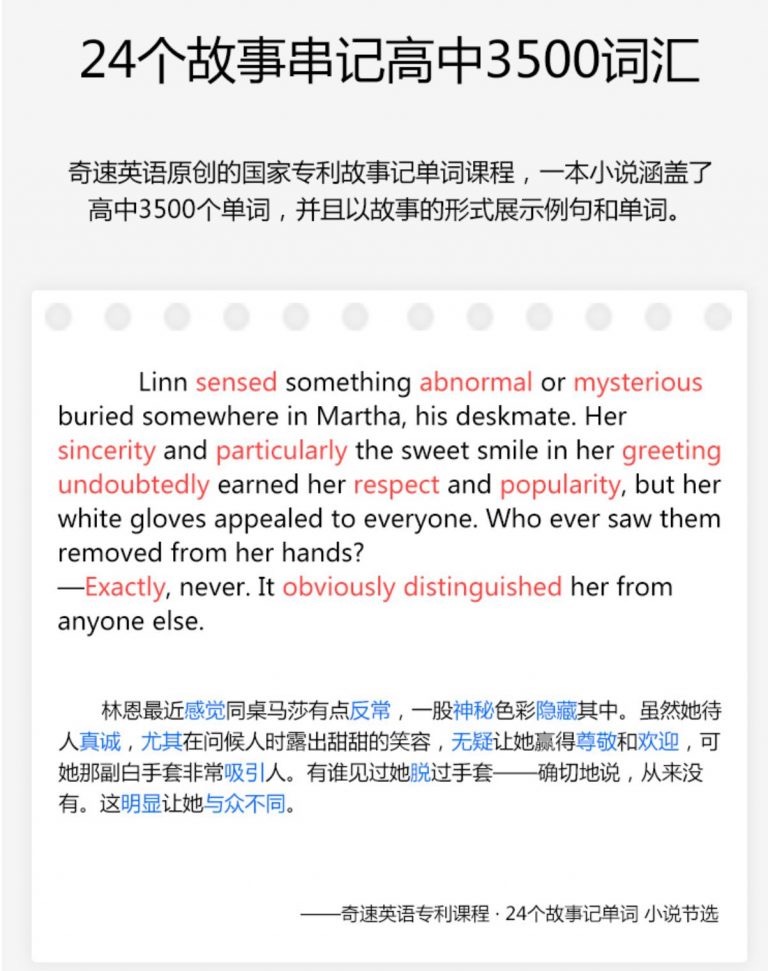 24个故事串记高中3500词汇
奇速英语原创的国家专利故事记单词课程，一本小说涵盖了
高中3500个单词，并且以故事的形式展示例句和单词。
Linn sensed something abnormal or mysterious
buried somewhere in Martha, his deskmate. Her
sincerity and particularly the sweet smile in her greeting
undoubtedly earned her respect and popularity, but her
white gloves appealed to everyone. Who ever saw them
removed from her hands?
—Exactly, never. It obviously distinguished her from
anyone else.
林恩最近感觉同桌马莎有点反常，一股神秘色彩隐藏其中。虽然她待
人真诚，尤其在问候人时露出甜甜的笑容，无疑让她赢得尊敬和欢迎，可
她那副白手套非常吸引人。有谁见过她脱过手套——确切地说，从来没
有。这明显让她与众不同。
——奇速英语专利课程 · 24个故事记单词 小说节选